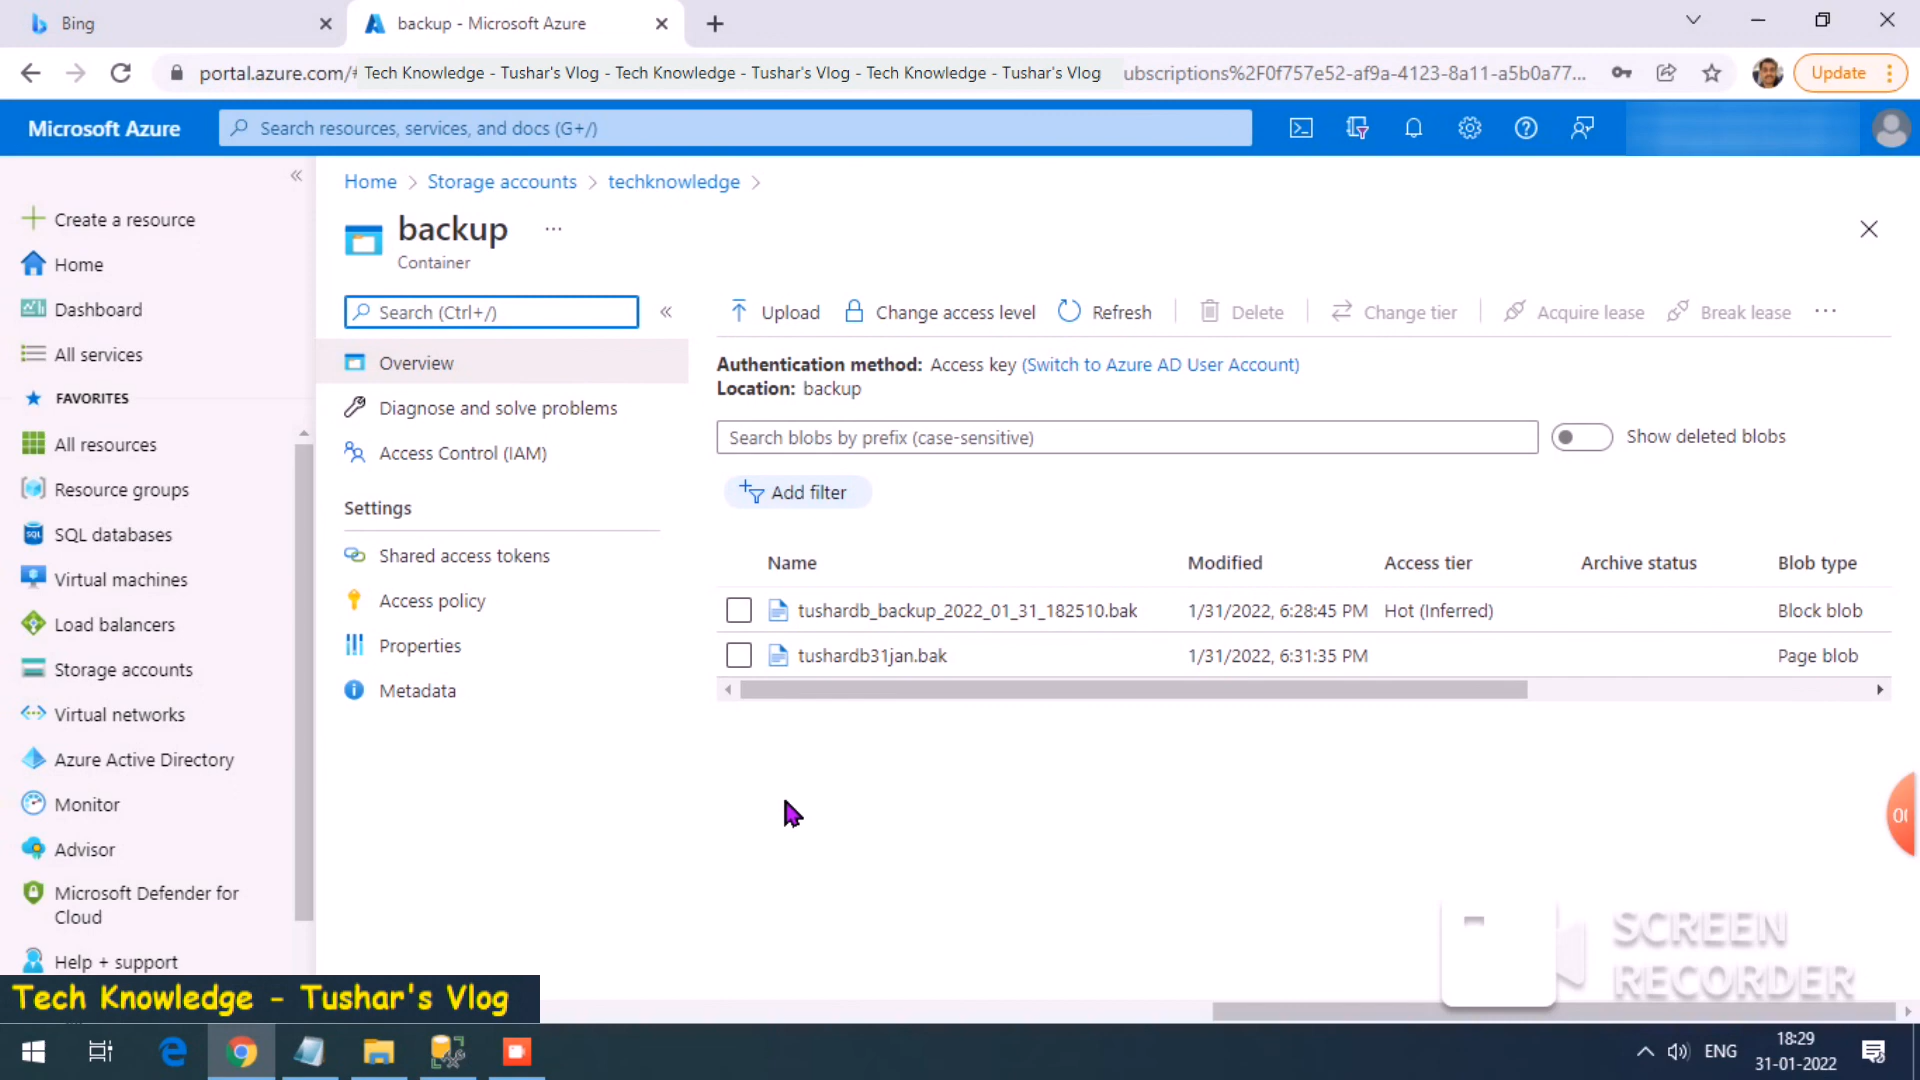 Bing
backup - Microsoft Azure
portal.azure.com/# Tech Knowledge - Tushar's Vlog - Tech Knowledge - Tushar's Vlog - Tech Knowledge - Tushar's Vlog ubscriptions%2F0f757e52-af9a-4123-8a11-a5b0a77...
Update
Microsoft Azure
Search resources, services, and docs (G+/)
Home > Storage accounts > techknowledge >
backup ...
Container
Create a resource
Home
Dashboard
All services
FAVORITES
All resources
Resource groups
SQL databases
Virtual machines
Load balancers
Storage accounts
Virtual networks
Azure Active Directory
Monitor
Advisor
Microsoft Defender for
Cloud
Help + support
Search (Ctrl+/)
Overview
Diagnose and solve problems
Access Control (IAM)
Settings
Shared access tokens
Access policy
Properties
Metadata
Upload Change access level Refresh Delete Change tier Acquire lease Break lease ...
Authentication method: Access key (Switch to Azure AD User Account)
Location: backup
Search blobs by prefix (case-sensitive)
Show deleted blobs
Add filter
Name Modified Access tier Archive status Blob type
tushardb_backup_2022_01_31_182510.bak 1/31/2022, 6:28:45 PM Hot (Inferred) Block blob
tushardb31jan.bak 1/31/2022, 6:31:35 PM Page blob
SCREEN
RECORDER
Tech Knowledge - Tushar's Vlog
ENG
18:29
31-01-2022